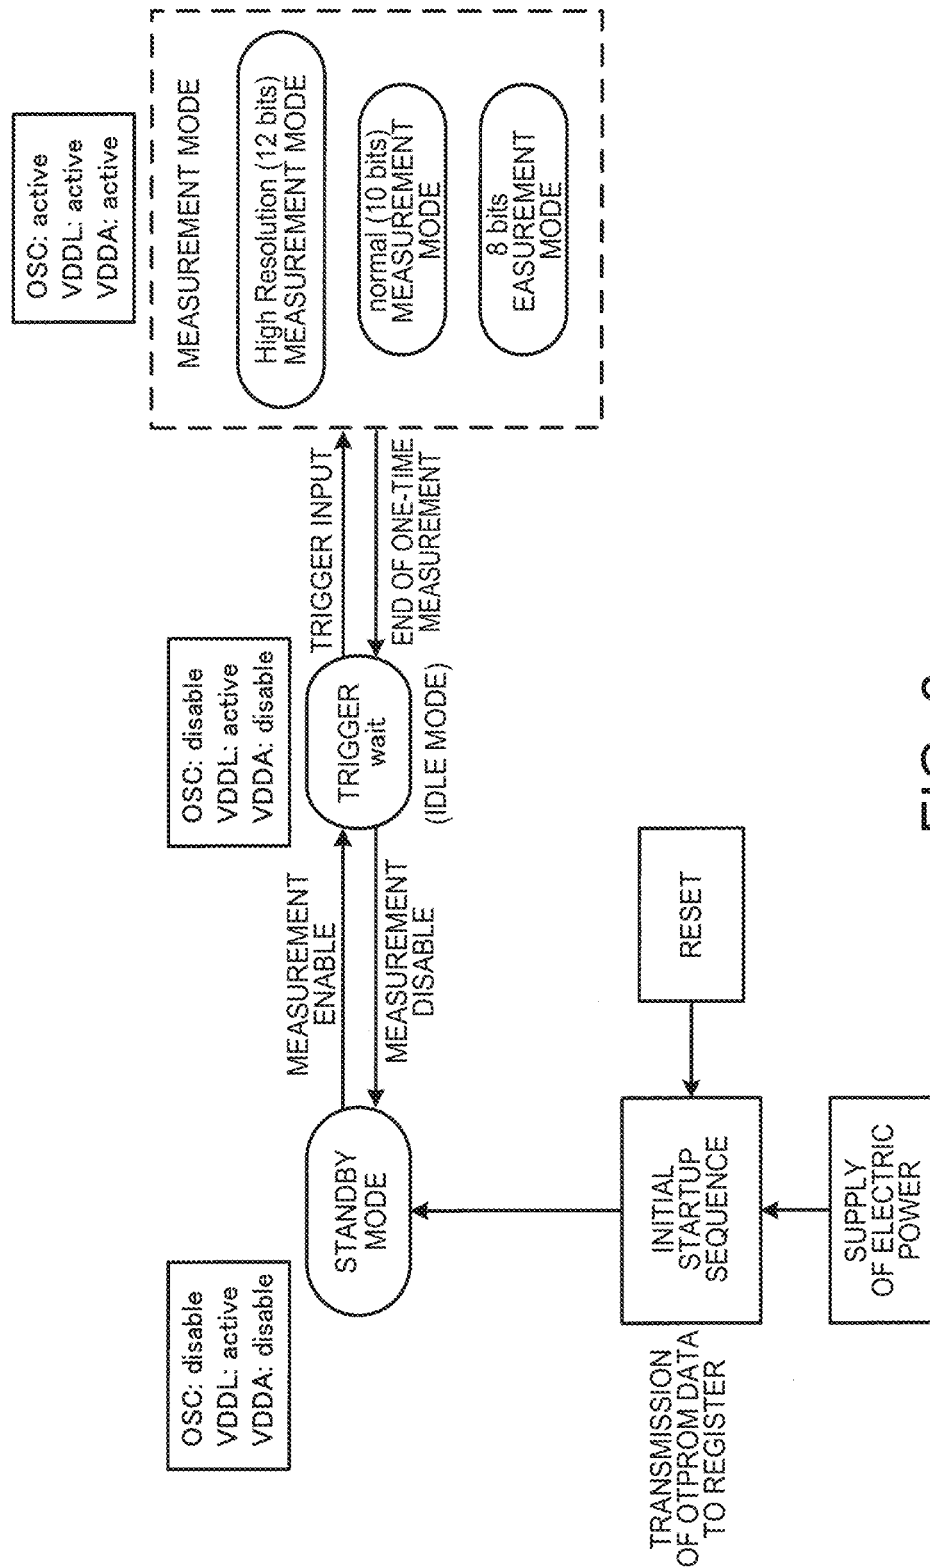 OSC: disable
VDDL: active
VDDA: disable
STANDBY
MODE
MEASUREMENT
ENABLE
MEASUREMENT
DISABLE
OSC: disable
VDDL: active
VDDA: disable
TRIGGER
wait
(IDLE MODE)
TRIGGER INPUT
END OF ONE-TIME
MEASUREMENT
OSC: active
VDDL: active
VDDA: active
MEASUREMENT MODE
High Resolution (12 bits)
MEASUREMENT MODE
normal (10 bits)
MEASUREMENT
MODE
8 bits
EASUREMENT
MODE
TRANSMISSION
OF OTPROM DATA
TO REGISTER
INITIAL
STARTUP
SEQUENCE
RESET
SUPPLY
OF ELECTRIC
POWER